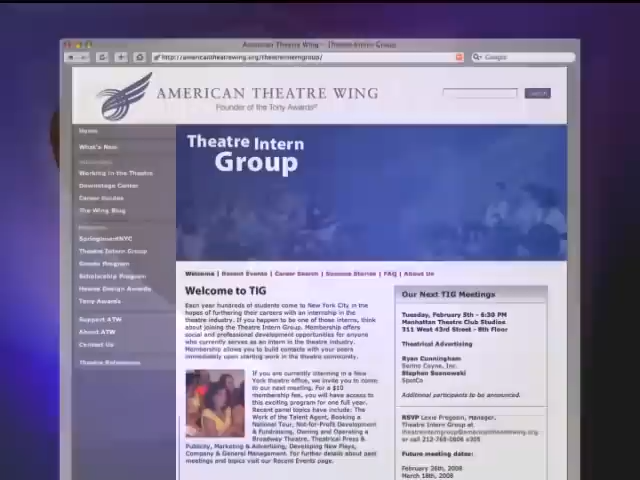 American Theatre Wing - Theatre Intern Group
http://americantheatrewing.org/theatreinterngroup/
Google
AMERICAN THEATRE WING
Founder of the Tony Awards®
Search
Home
What's New
Working in the Theatre
Downstage Center
Career Guides
The Wing Blog
SpringboardNYC
Theatre Intern Group
Grants Program
Scholarship Program
Hewes Design Awards
Tony Awards
Support ATW
About ATW
Contact Us
Theatre Resources
Theatre Intern
Group
Welcome | Recent Events | Career Search | Success Stories | FAQ | About Us
Welcome to TIG
Each year hundreds of students come to New York City in the
hopes of furthering their careers with an internship in the
theatre industry. If you happen to be one of those interns, think
about joining the Theatre Intern Group. Membership offers
social and professional development opportunities for anyone
who currently serves as an intern in the theatre industry.
Membership allows you to build contacts with your peers
immediately upon starting work in the theatre community.
If you are currently interning in a New
York theatre office, we invite you to come
to our next meeting. For a $10
membership fee, you will have access to
this exciting program for one full year.
Recent panel topics have include: The
Work of the Talent Agent, Booking a
National Tour, Not-for-Profit Development
& Fundraising, Owning and Operating a
Broadway Theatre, Theatrical Press &
Publicity, Marketing & Advertising, Developing New Plays,
Company & General Management. For further details about past
meetings and topics visit our Recent Events page.
Our Next TIG Meetings
Tuesday, February 5th - 6:30 PM
Manhattan Theatre Club Studios
311 West 43rd Street - 8th Floor
Theatrical Advertising
Ryan Cunningham
Serino Coyne, Inc.
Stephen Sosnowski
SpotCo
Additional participants to be announced.
RSVP Lexie Pregosin, Manager,
Theatre Intern Group at
theatreinterngroup@americantheatrewing.org
or call 212-765-0606 x305
Future meeting dates:
February 26th, 2008
March 18th, 2008